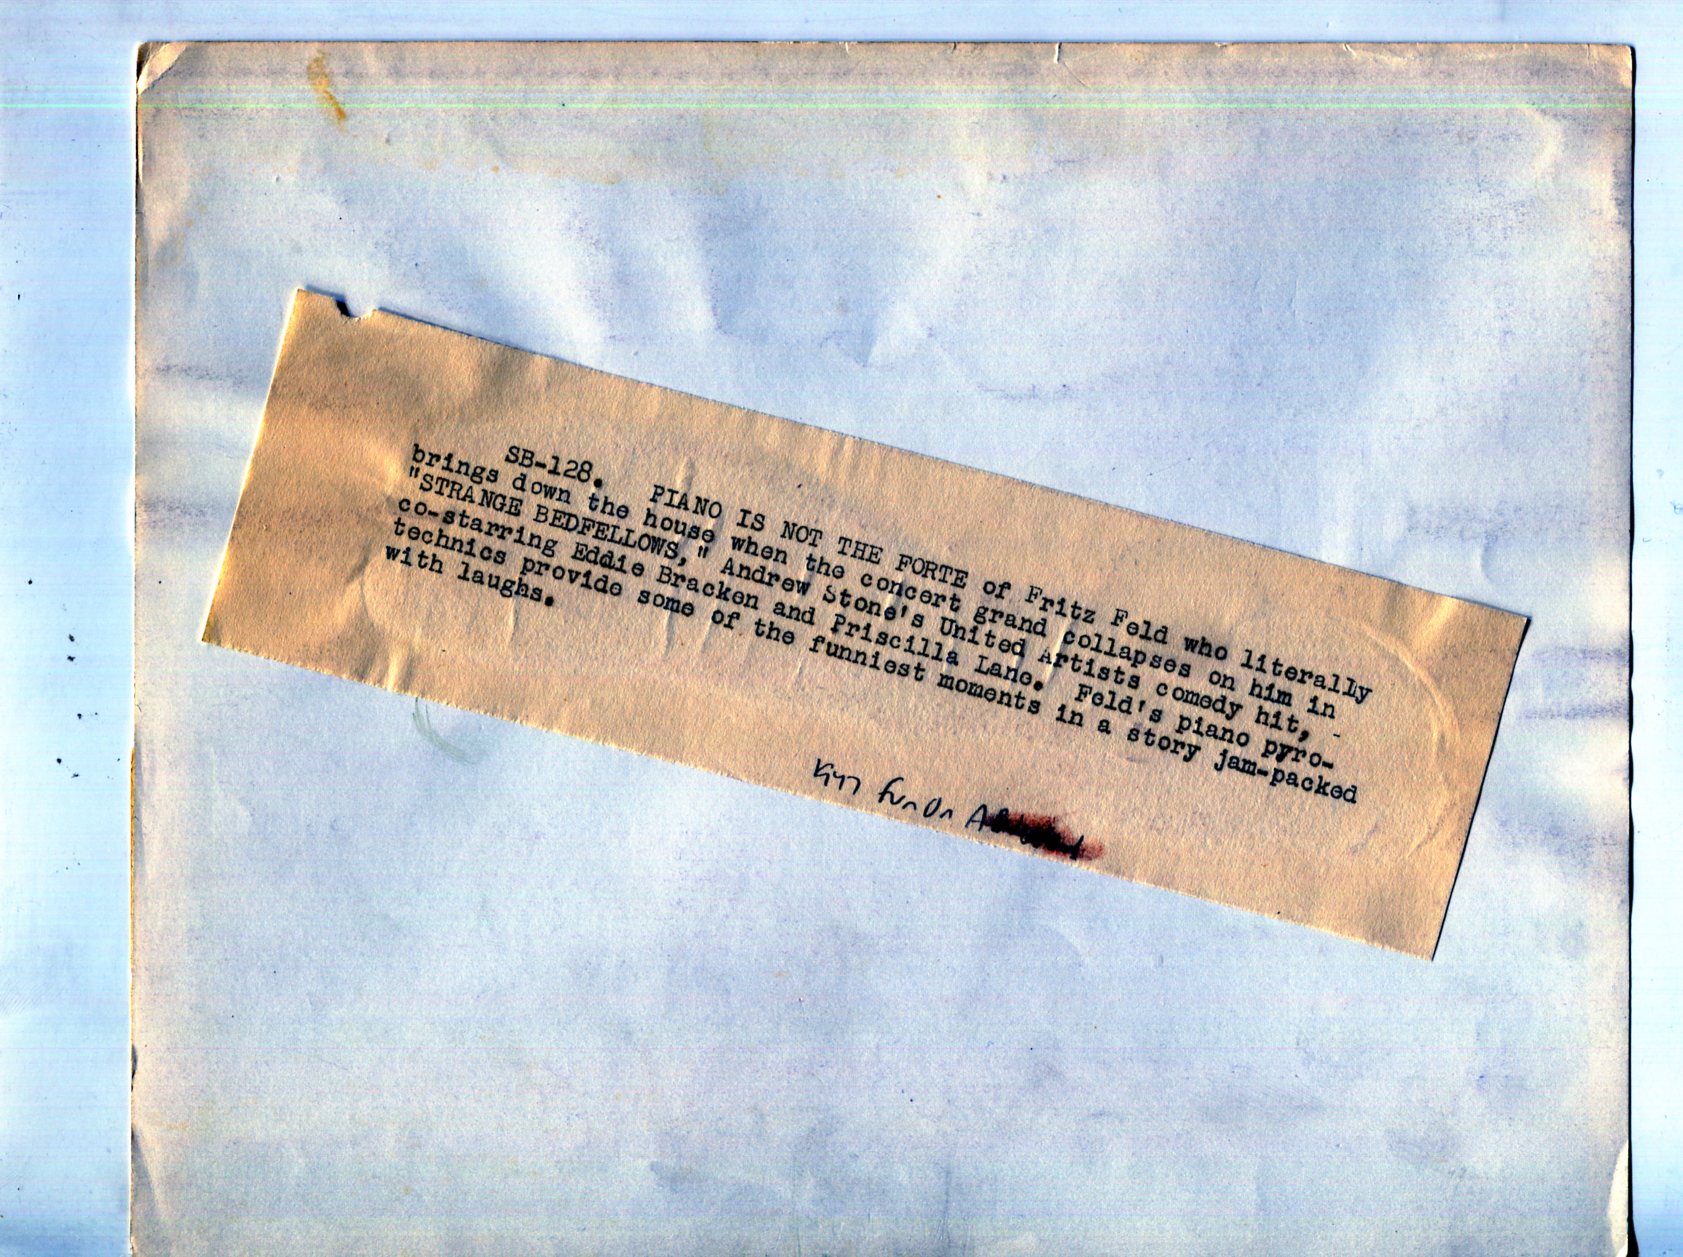 SB-128. PIANO IS NOT THE FORTE of Fritz Feld who literally
brings down the house when the concert grand collapses on him in
"STRANGE BEDFELLOWS," Andrew Stone's United Artists comedy hit,
co-starring Eddie Bracken and Priscilla Lane. Feld's piano pyro-
technics provide some of the funniest moments in a story jam-packed
with laughs.